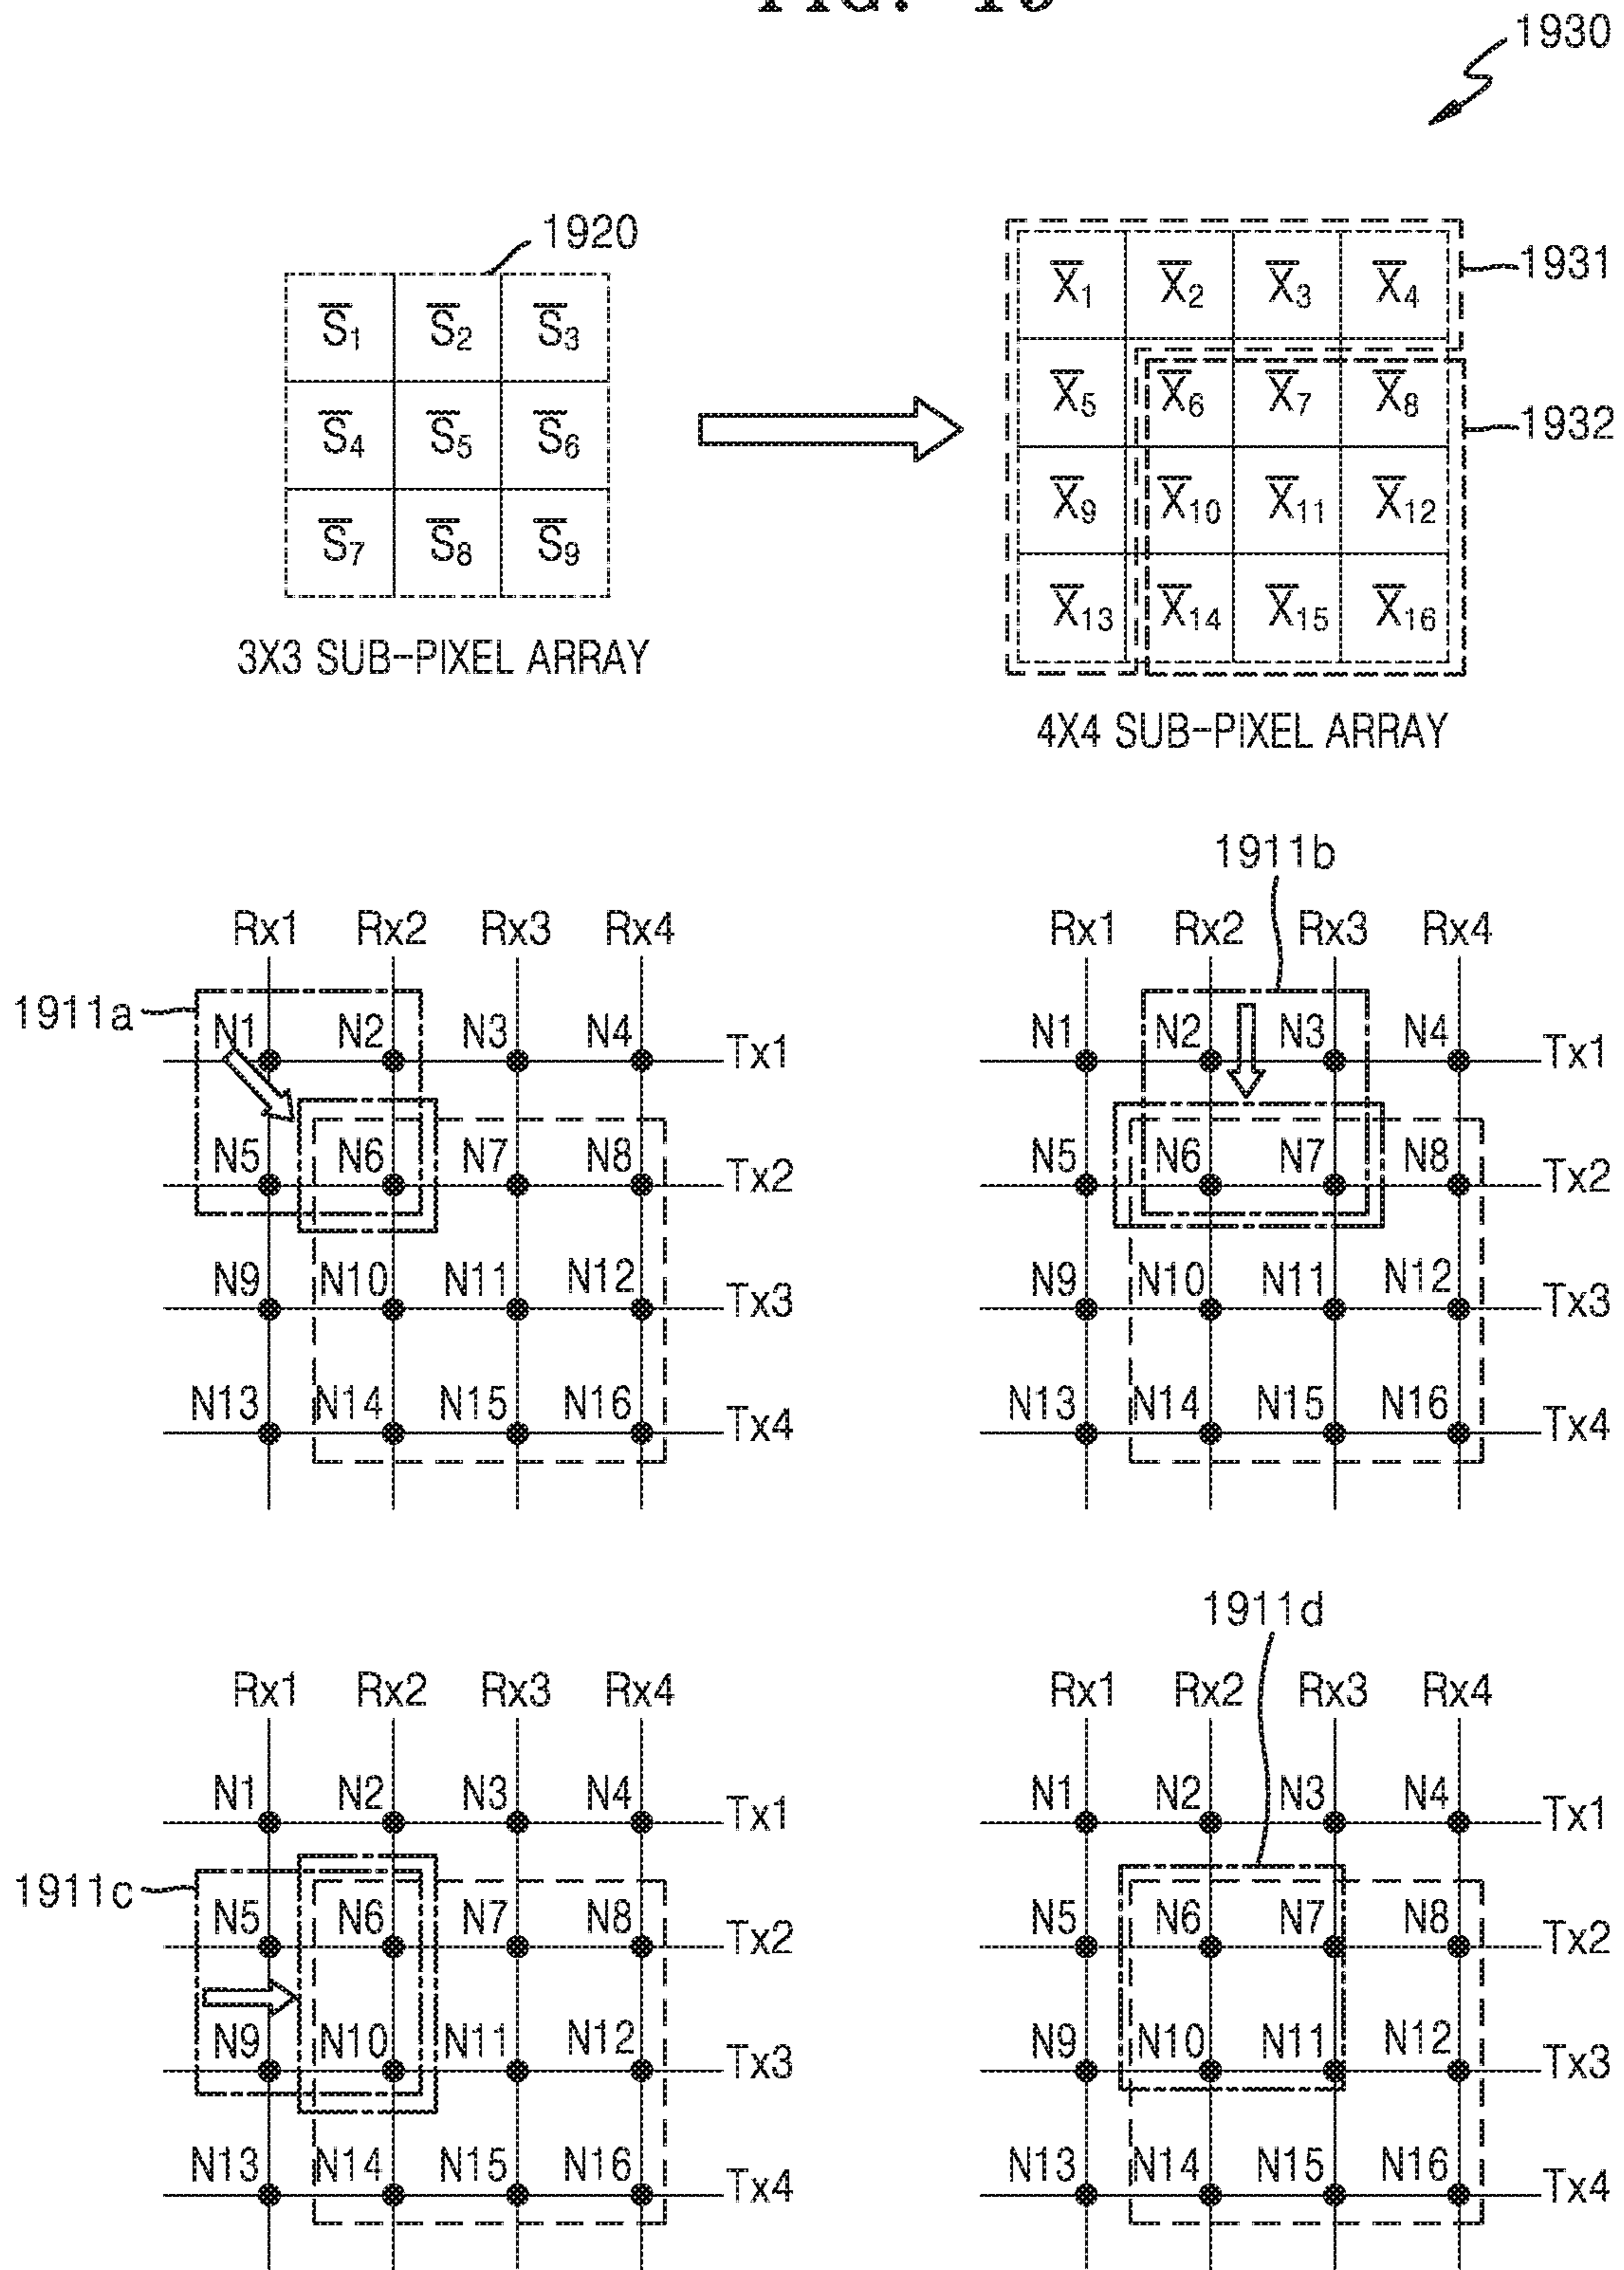 1930
1920
1931
S̅1 S̅2 S̅3
S̅4 S̅5 S̅6
S̅7 S̅8 S̅9
3X3 SUB-PIXEL ARRAY
X̅1 X̅2 X̅3 X̅4
X̅5 X̅6 X̅7 X̅8
1932
X̅9 X̅10 X̅11 X̅12
X̅13 X̅14 X̅15 X̅16
4X4 SUB-PIXEL ARRAY
Rx1 Rx2 Rx3 Rx4
1911a
N1 N2 N3 N4 Tx1
N5 N6 N7 N8 Tx2
N9 N10 N11 N12 Tx3
N13 N14 N15 N16 Tx4
1911b
Rx1 Rx2 Rx3 Rx4
N1 N2 N3 N4 Tx1
N5 N6 N7 N8 Tx2
N9 N10 N11 N12 Tx3
N13 N14 N15 N16 Tx4
Rx1 Rx2 Rx3 Rx4
N1 N2 N3 N4 Tx1
1911c
N5 N6 N7 N8 Tx2
N9 N10 N11 N12 Tx3
N13 N14 N15 N16 Tx4
1911d
Rx1 Rx2 Rx3 Rx4
N1 N2 N3 N4 Tx1
N5 N6 N7 N8 Tx2
N9 N10 N11 N12 Tx3
N13 N14 N15 N16 Tx4